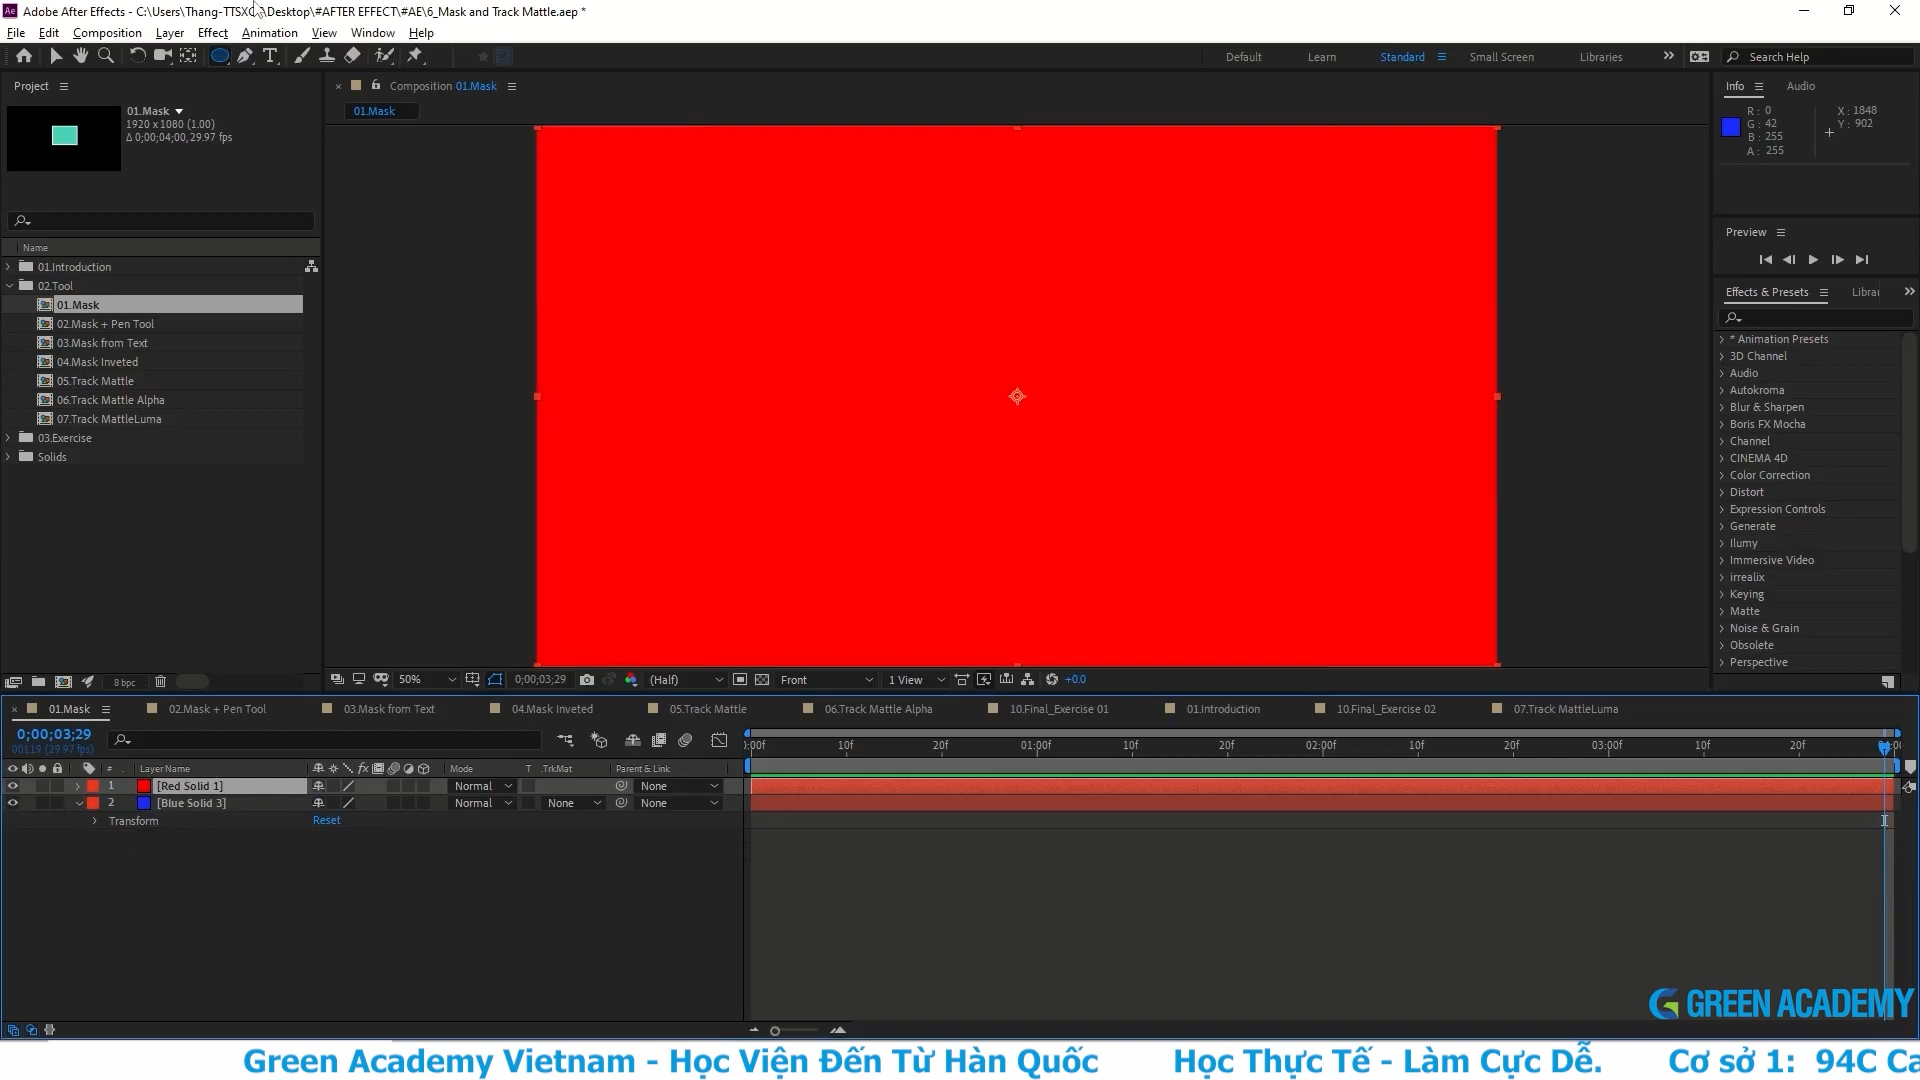 Adobe After Effects - C:\Users\Thang-TTSXC\Desktop\#AFTER EFFECT\#AE\6_Mask and Track Mattle.aep *
File Edit Composition Layer Effect Animation View Window Help
Default Learn Standard Small Screen Libraries Search Help
Project
01.Mask
1920 x 1080 (1.00)
Δ 0;00;04;00, 29.97 fps
Name
01.Introduction
02.Tool
01.Mask
02.Mask + Pen Tool
03.Mask from Text
04.Mask Inveted
05.Track Mattle
06.Track Mattle Alpha
07.Track MattleLuma
03.Exercise
Solids
8 bpc
Composition 01.Mask
01.Mask
50% 0;00;03;29 (Half) Front 1 View +0.0
Info Audio
R: 0 X: 1848
G: 42 Y: 902
B: 255
A: 255
Preview
Effects & Presets
* Animation Presets
3D Channel
Audio
Autokroma
Blur & Sharpen
Boris FX Mocha
Channel
CINEMA 4D
Color Correction
Distort
Expression Controls
Generate
Ilumy
Immersive Video
irrealix
Keying
Matte
Noise & Grain
Obsolete
Perspective
01.Mask 02.Mask + Pen Tool 03.Mask from Text 04.Mask Inveted 05.Track Mattle 06.Track Mattle Alpha 10.Final_Exercise 01 01.Introduction 10.Final_Exercise 02 07.Track MattleLuma
0;00;03;29
00119 (29.97 fps)
:00f 10f 20f 01:00f 10f 20f 02:00f 10f 20f 03:00f 10f 20f
# Layer Name Mode T .TrkMat Parent & Link
1 [Red Solid 1] Normal None
2 [Blue Solid 3] Normal None None
Transform Reset
GREEN ACADEMY
Green Academy Vietnam - Học Viện Đến Từ Hàn Quốc Học Thực Tế - Làm Cực Dễ. Cơ sở 1: 94C